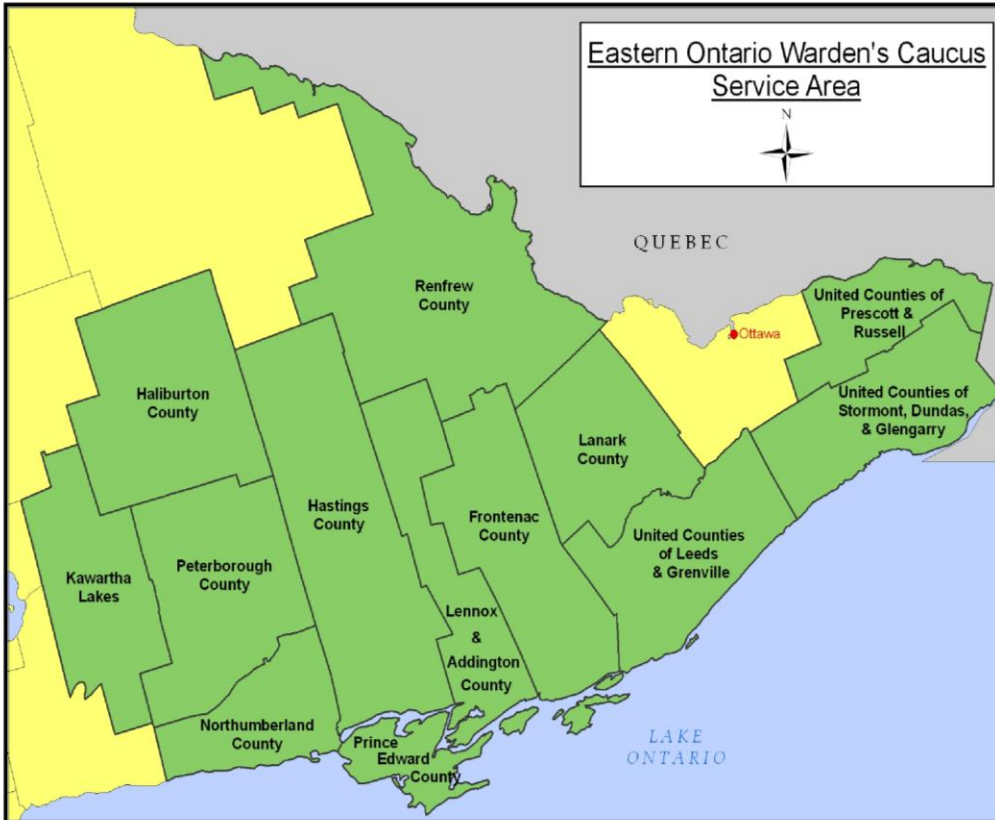 Eastern Ontario Warden's Caucus
Service Area
N
QUEBEC
Renfrew
County
United Counties of
Prescott &
Russell
Ottawa
Haliburton
County
United Counties of
Stormont, Dundas,
& Glengarry
Lanark
County
Hastings
County
Frontenac
County
United Counties
of Leeds
& Grenville
Peterborough
County
Kawartha
Lakes
Lennox
&
Addington
County
Northumberland
County
Prince
Edward
County
LAKE
ONTARIO